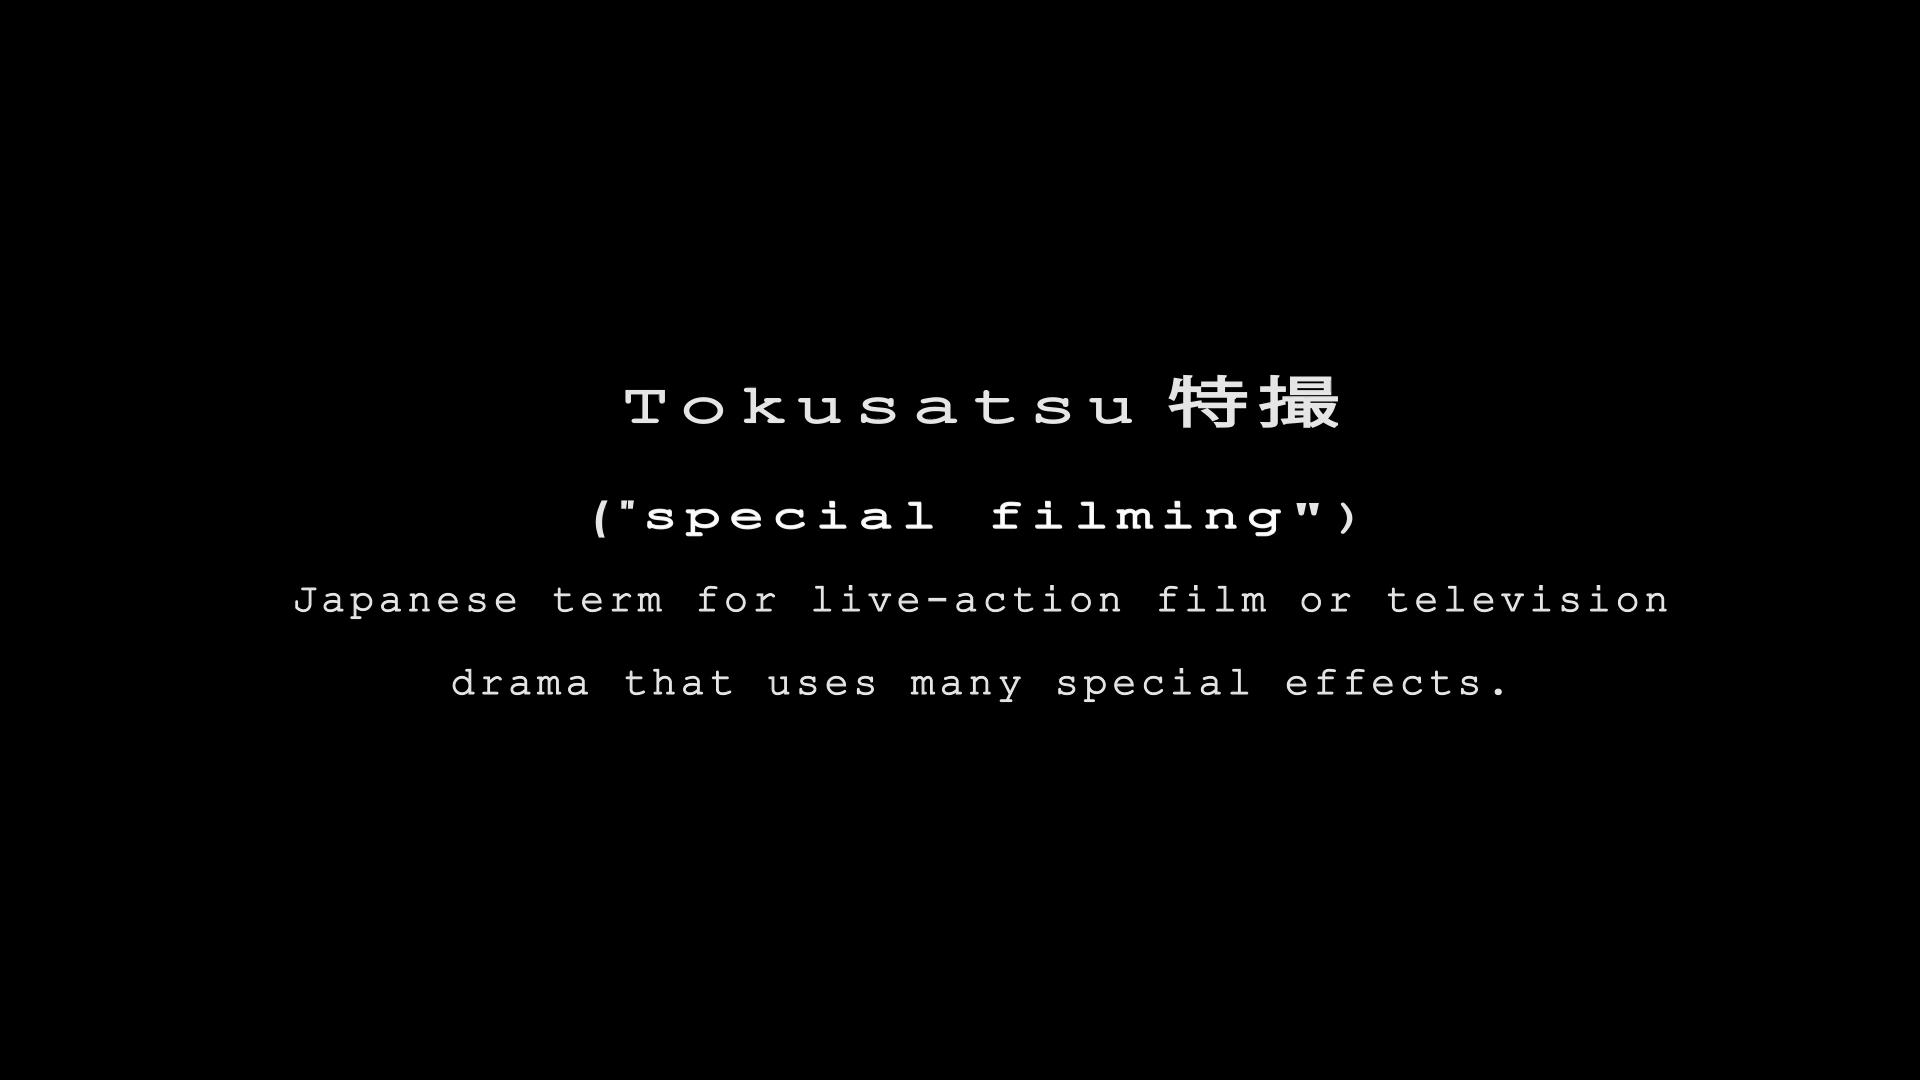 Tokusatsu 特撮
("special filming")
Japanese term for live-action film or television
drama that uses many special effects.